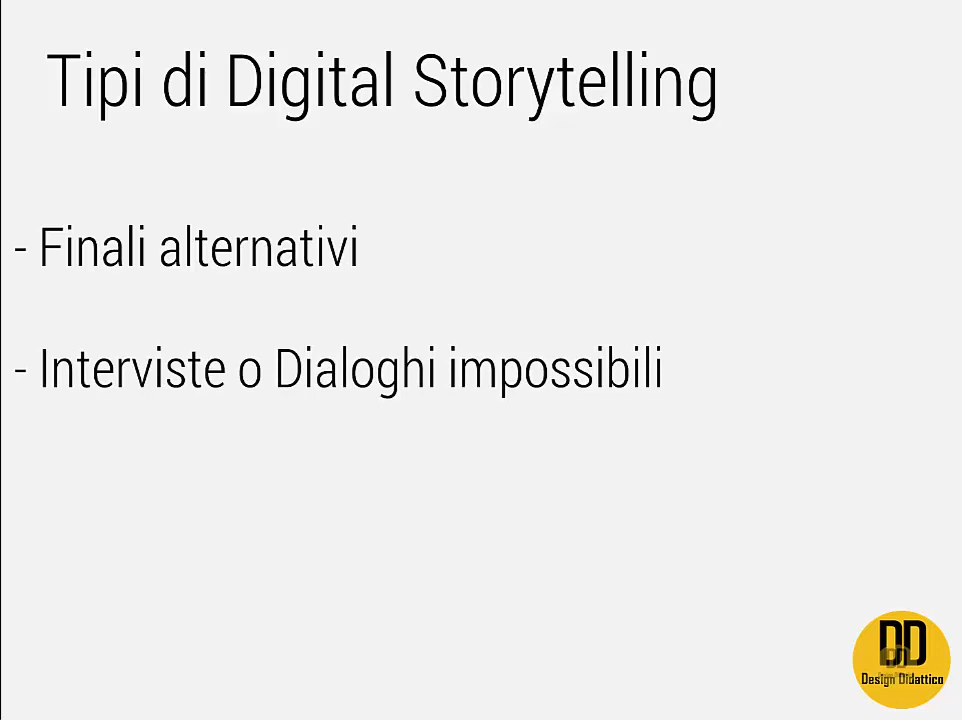 Tipi di Digital Storytelling
- Finali alternativi
- Interviste o Dialoghi impossibili
DD
Design Didattico